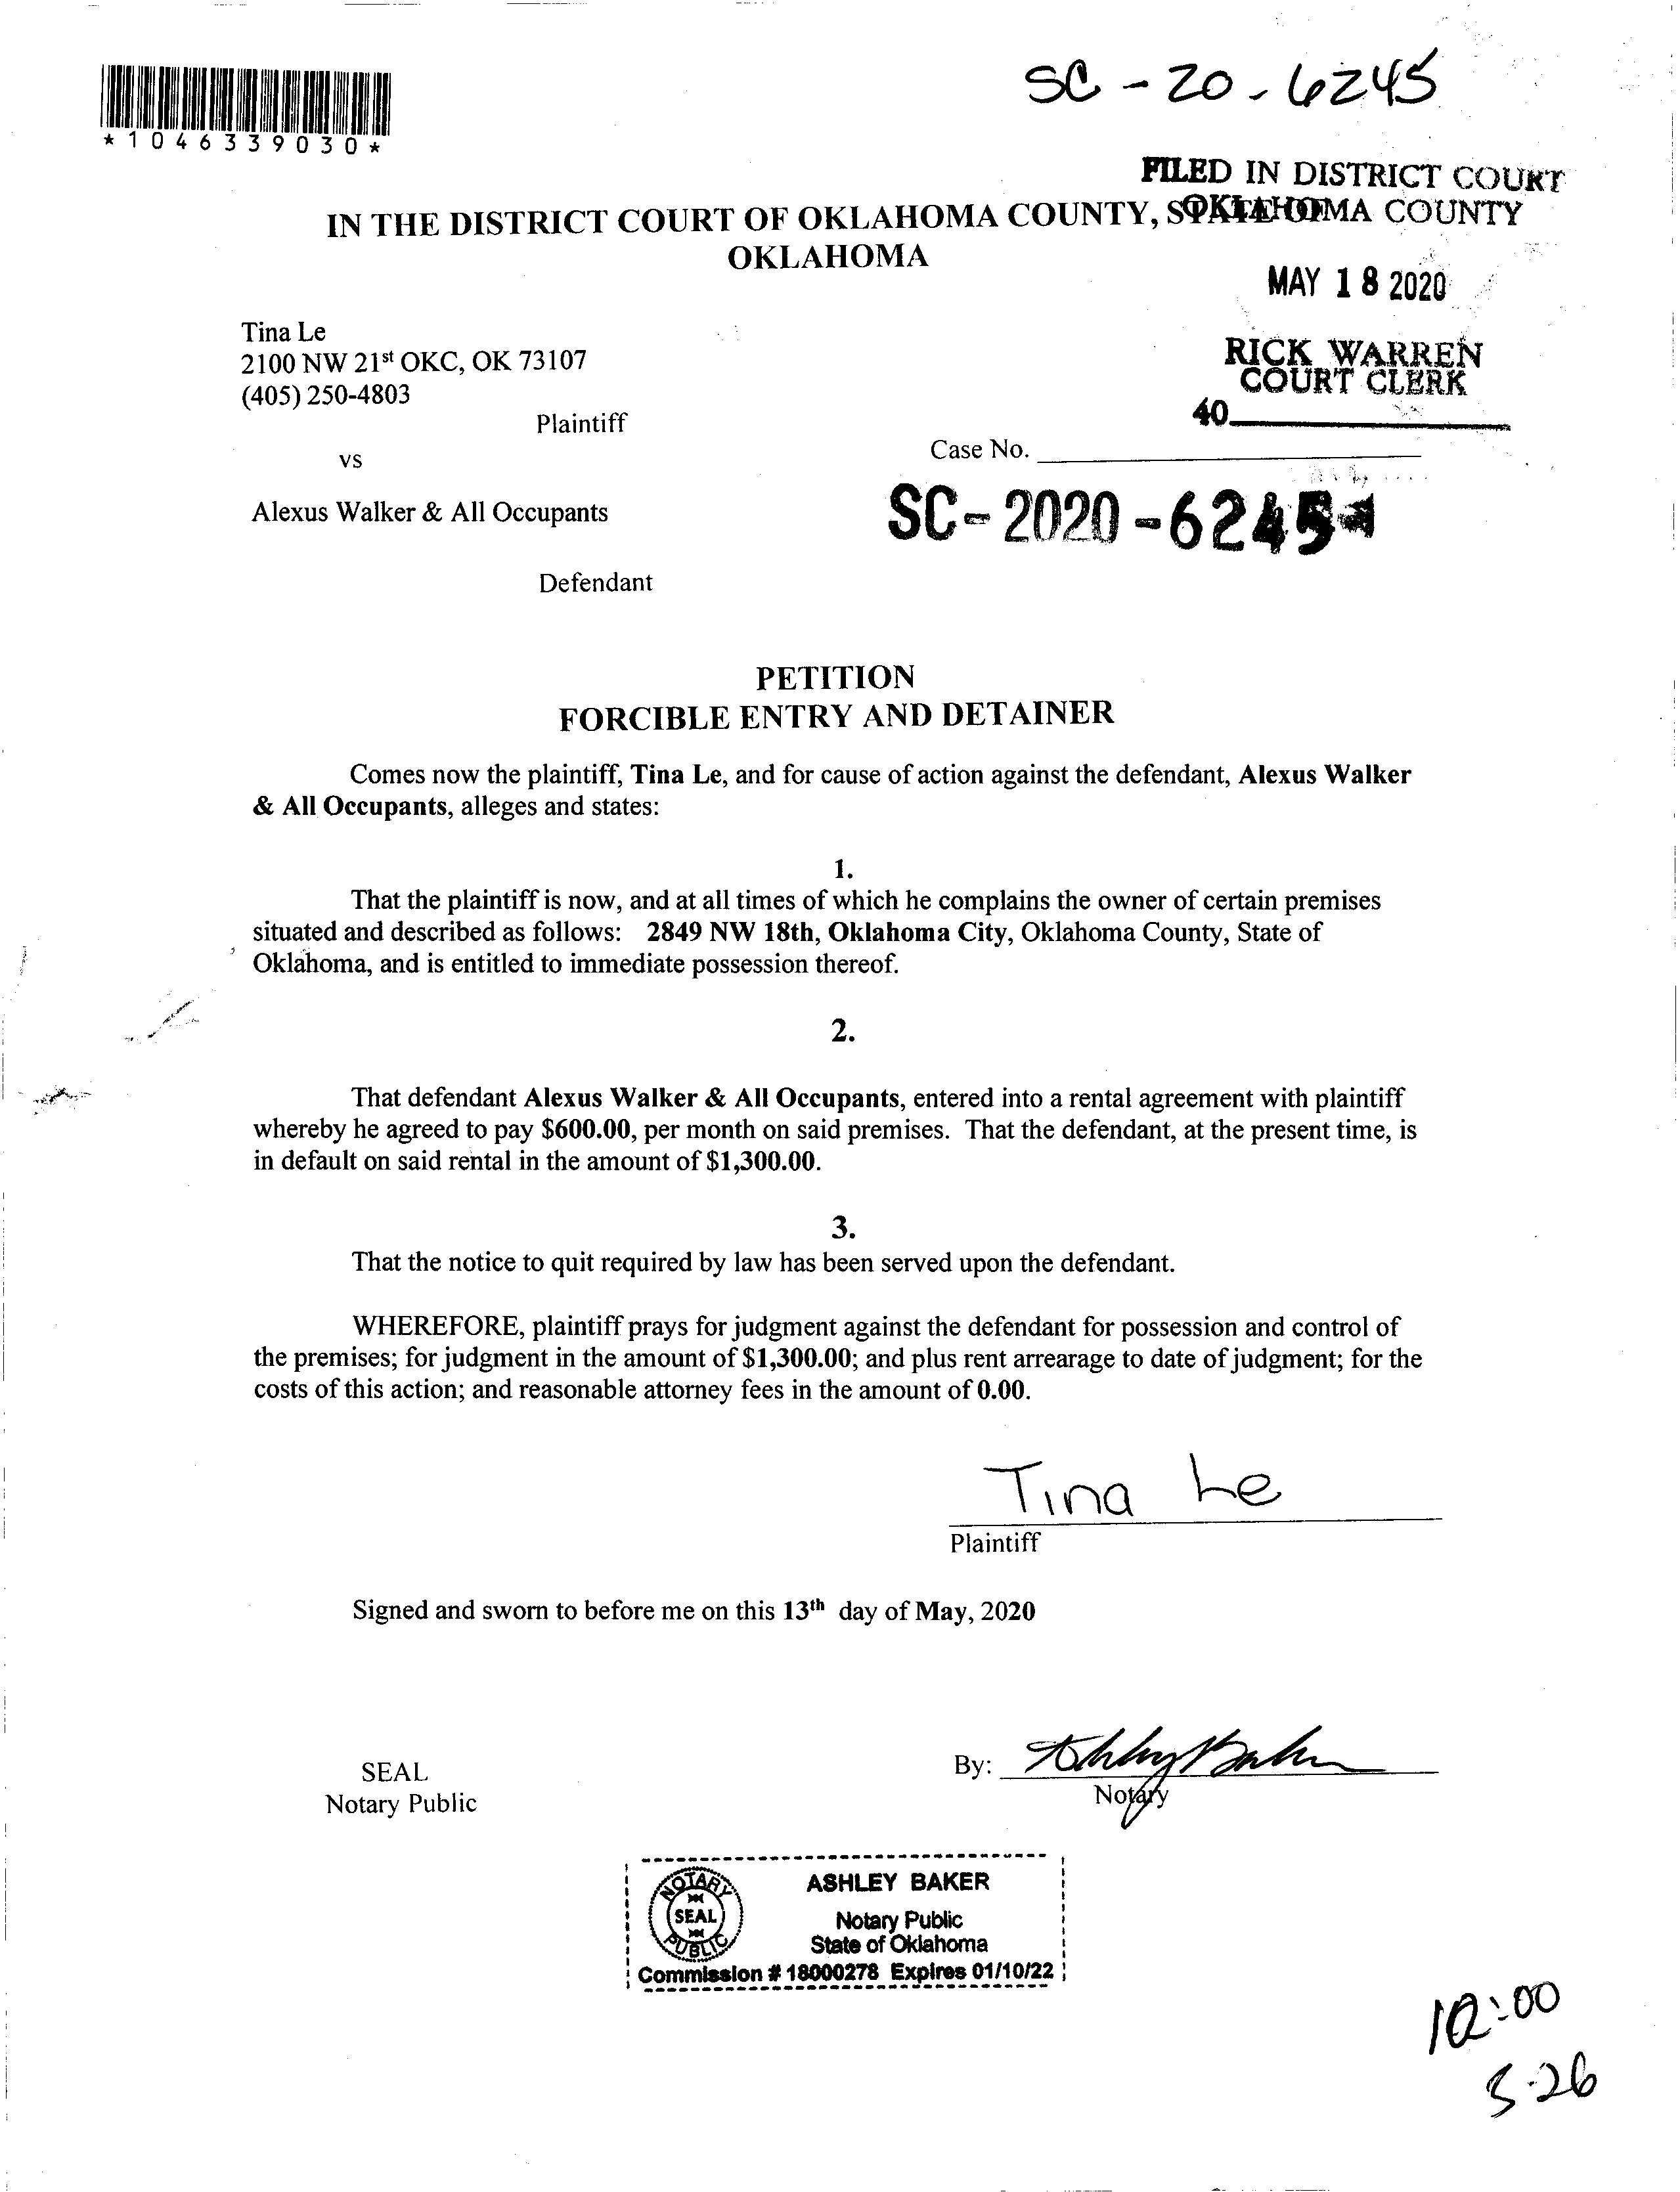 SC - 20 - 6245
*1046339030*
FILED IN DISTRICT COURT
OKLAHOMA COUNTY
IN THE DISTRICT COURT OF OKLAHOMA COUNTY, STATE OF
OKLAHOMA
MAY 18 2020
Tina Le
2100 NW 21st OKC, OK 73107
(405) 250-4803
Plaintiff
RICK WARREN
COURT CLERK
40
Case No.
vs
SC-2020-6245
Alexus Walker & All Occupants
Defendant
PETITION
FORCIBLE ENTRY AND DETAINER
Comes now the plaintiff, Tina Le, and for cause of action against the defendant, Alexus Walker
& All Occupants, alleges and states:
1.
That the plaintiff is now, and at all times of which he complains the owner of certain premises
situated and described as follows: 2849 NW 18th, Oklahoma City, Oklahoma County, State of
Oklahoma, and is entitled to immediate possession thereof.
2.
That defendant Alexus Walker & All Occupants, entered into a rental agreement with plaintiff
whereby he agreed to pay $600.00, per month on said premises. That the defendant, at the present time, is
in default on said rental in the amount of $1,300.00.
3.
That the notice to quit required by law has been served upon the defendant.
WHEREFORE, plaintiff prays for judgment against the defendant for possession and control of
the premises; for judgment in the amount of $1,300.00; and plus rent arrearage to date of judgment; for the
costs of this action; and reasonable attorney fees in the amount of 0.00.
Tina Le
Plaintiff
Signed and sworn to before me on this 13th day of May, 2020
SEAL
Notary Public
By: Ashley Baker
Notary
NOTARY
SEAL
PUBLIC
ASHLEY BAKER
Notary Public
State of Oklahoma
Commission # 18000278 Expires 01/10/22
:00
5-26